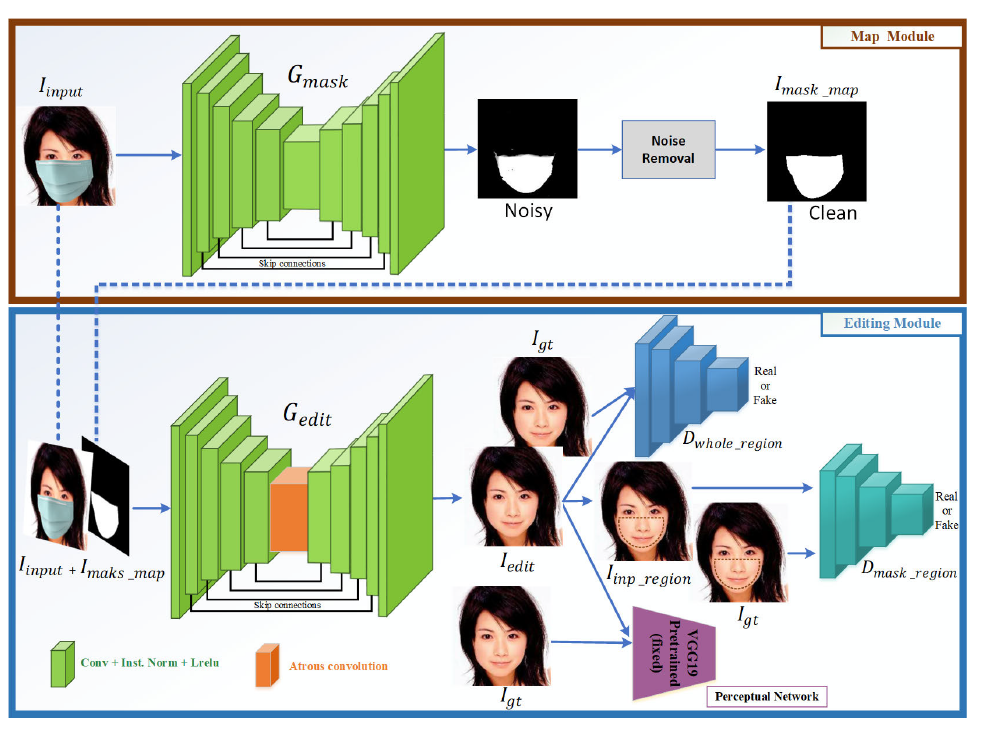 Map Module
I_input
G_mask
I_mask_map
Noise
Removal
Noisy
Clean
Skip connections
Editing Module
I_gt
Real
or
Fake
G_edit
D_whole_region
Real
or
Fake
I_input + I_maks_map
I_edit
I_inp_region
D_mask_region
Skip connections
I_gt
VGG19
Pretrained
(fixed)
Conv + Inst. Norm + Lrelu
Atrous convolution
I_gt
Perceptual Network